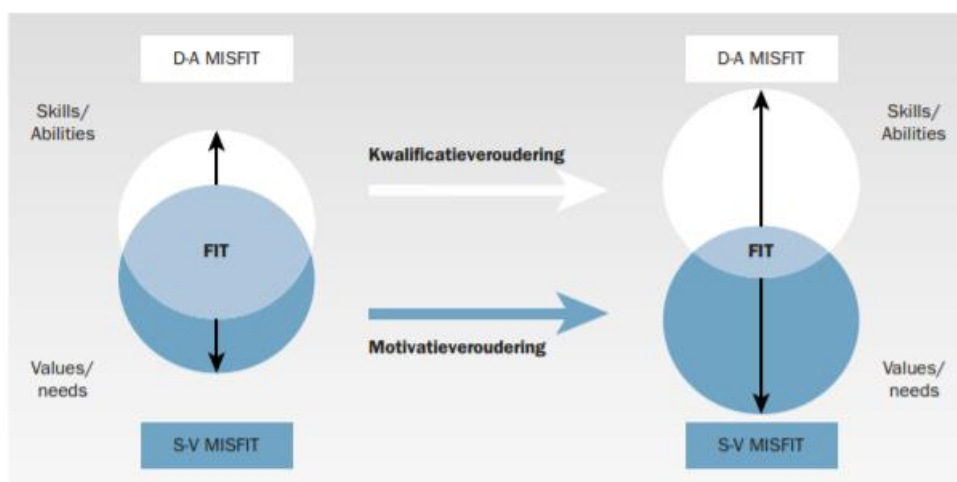 D-A MISFIT
Skills/
Abilities
FIT
Values/
needs
S-V MISFIT
Kwalificatieveroudering
Motivatieveroudering
D-A MISFIT
Skills/
Abilities
FIT
Values/
needs
S-V MISFIT